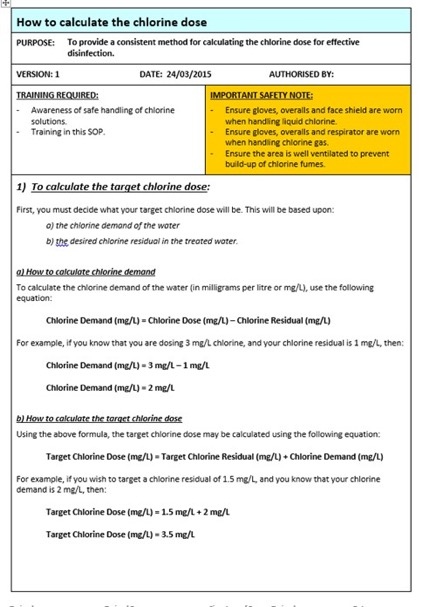 How to calculate the chlorine dose
PURPOSE: To provide a consistent method for calculating the chlorine dose for effective
disinfection.
VERSION: 1 DATE: 24/03/2015 AUTHORISED BY:
TRAINING REQUIRED:
- Awareness of safe handling of chlorine
solutions.
- Training in this SOP.
IMPORTANT SAFETY NOTE:
- Ensure gloves, overalls and face shield are worn
when handling liquid chlorine.
- Ensure gloves, overalls and respirator are worn
when handling chlorine gas.
- Ensure the area is well ventilated to prevent
build-up of chlorine fumes.
1) To calculate the target chlorine dose:
First, you must decide what your target chlorine dose will be. This will be based upon:
a) the chlorine demand of the water
b) the desired chlorine residual in the treated water.
a) How to calculate chlorine demand
To calculate the chlorine demand of the water (in milligrams per litre or mg/L), use the following
equation:
Chlorine Demand (mg/L) = Chlorine Dose (mg/L) – Chlorine Residual (mg/L)
For example, if you know that you are dosing 3 mg/L chlorine, and your chlorine residual is 1 mg/L, then:
Chlorine Demand (mg/L) = 3 mg/L – 1 mg/L
Chlorine Demand (mg/L) = 2 mg/L
b) How to calculate the target chlorine dose
Using the above formula, the target chlorine dose may be calculated using the following equation:
Target Chlorine Dose (mg/L) = Target Chlorine Residual (mg/L) + Chlorine Demand (mg/L)
For example, if you wish to target a chlorine residual of 1.5 mg/L, and you know that your chlorine
demand is 2 mg/L, then:
Target Chlorine Dose (mg/L) = 1.5 mg/L + 2 mg/L
Target Chlorine Dose (mg/L) = 3.5 mg/L